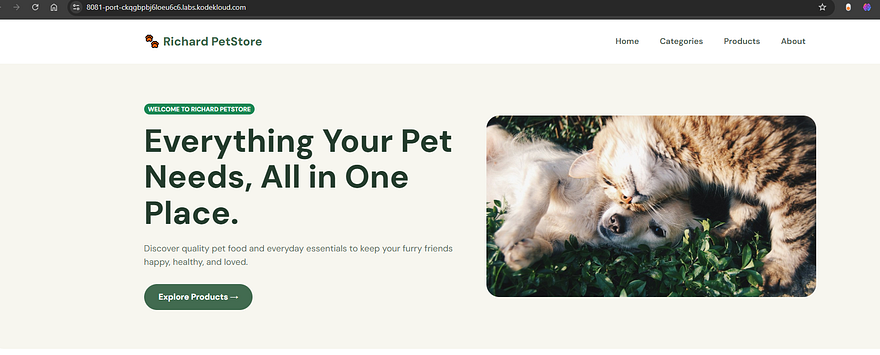 8081-port-ckqgbpbj6loeu6c6.labs.kodekloud.com
Richard PetStore
Home
Categories
Products
About
WELCOME TO RICHARD PETSTORE
Everything Your Pet
Needs, All in One
Place.
Discover quality pet food and everyday essentials to keep your furry friends
happy, healthy, and loved.
Explore Products →